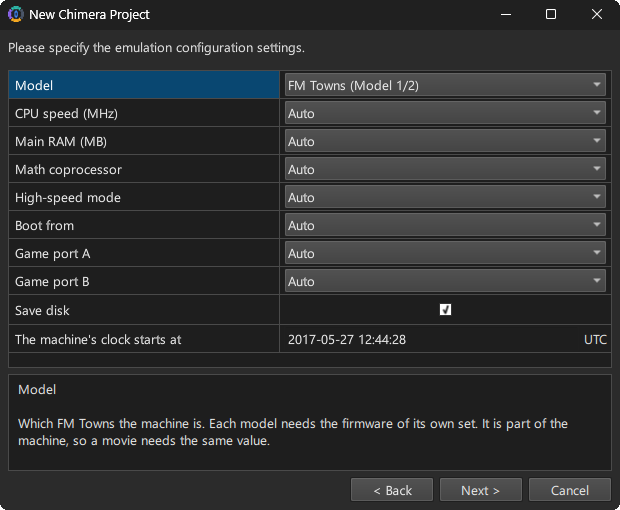 New Chimera Project
Please specify the emulation configuration settings.
Model FM Towns (Model 1/2)
CPU speed (MHz) Auto
Main RAM (MB) Auto
Math coprocessor Auto
High-speed mode Auto
Boot from Auto
Game port A Auto
Game port B Auto
Save disk
The machine's clock starts at 2017-05-27 12:44:28 UTC
Model
Which FM Towns the machine is. Each model needs the firmware of its own set. It is part of the
machine, so a movie needs the same value.
< Back Next > Cancel